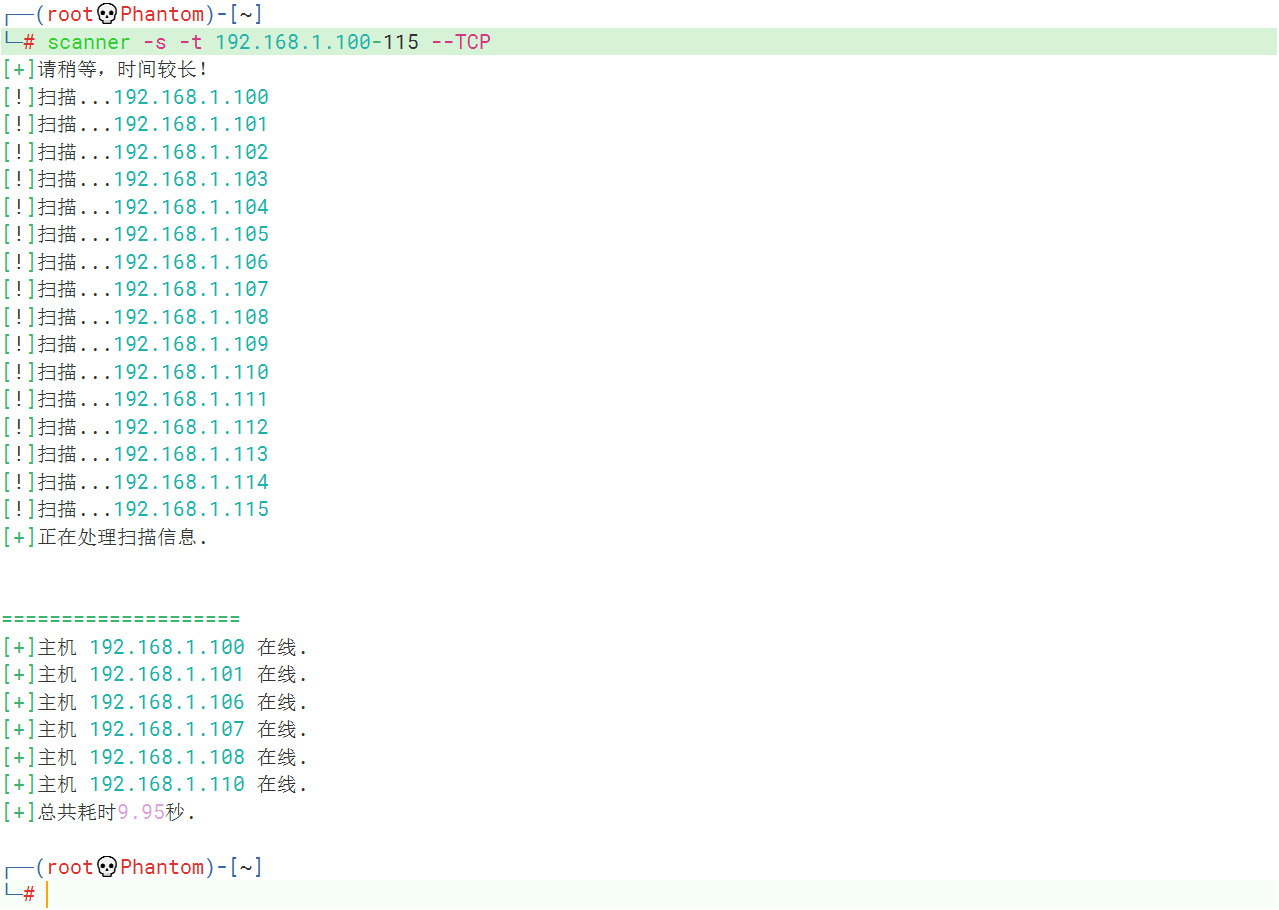 ┌──(root💀Phantom)-[~]
└─# scanner -s -t 192.168.1.100-115 --TCP
[+]请稍等，时间较长！
[!]扫描...192.168.1.100
[!]扫描...192.168.1.101
[!]扫描...192.168.1.102
[!]扫描...192.168.1.103
[!]扫描...192.168.1.104
[!]扫描...192.168.1.105
[!]扫描...192.168.1.106
[!]扫描...192.168.1.107
[!]扫描...192.168.1.108
[!]扫描...192.168.1.109
[!]扫描...192.168.1.110
[!]扫描...192.168.1.111
[!]扫描...192.168.1.112
[!]扫描...192.168.1.113
[!]扫描...192.168.1.114
[!]扫描...192.168.1.115
[+]正在处理扫描信息.
====================
[+]主机 192.168.1.100 在线.
[+]主机 192.168.1.101 在线.
[+]主机 192.168.1.106 在线.
[+]主机 192.168.1.107 在线.
[+]主机 192.168.1.108 在线.
[+]主机 192.168.1.110 在线.
[+]总共耗时9.95秒.
┌──(root💀Phantom)-[~]
└─#